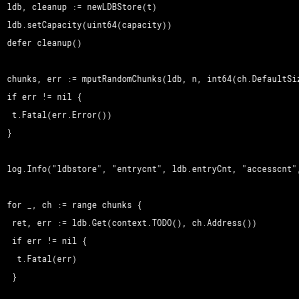 ldb, cleanup := newLDBStore(t)
ldb.setCapacity(uint64(capacity))
defer cleanup()
chunks, err := mputRandomChunks(ldb, n, int64(ch.DefaultSiz
if err != nil {
t.Fatal(err.Error())
}
log.Info("ldbstore", "entrycnt", ldb.entryCnt, "accesscnt",
for _, ch := range chunks {
ret, err := ldb.Get(context.TODO(), ch.Address())
if err != nil {
t.Fatal(err)
}